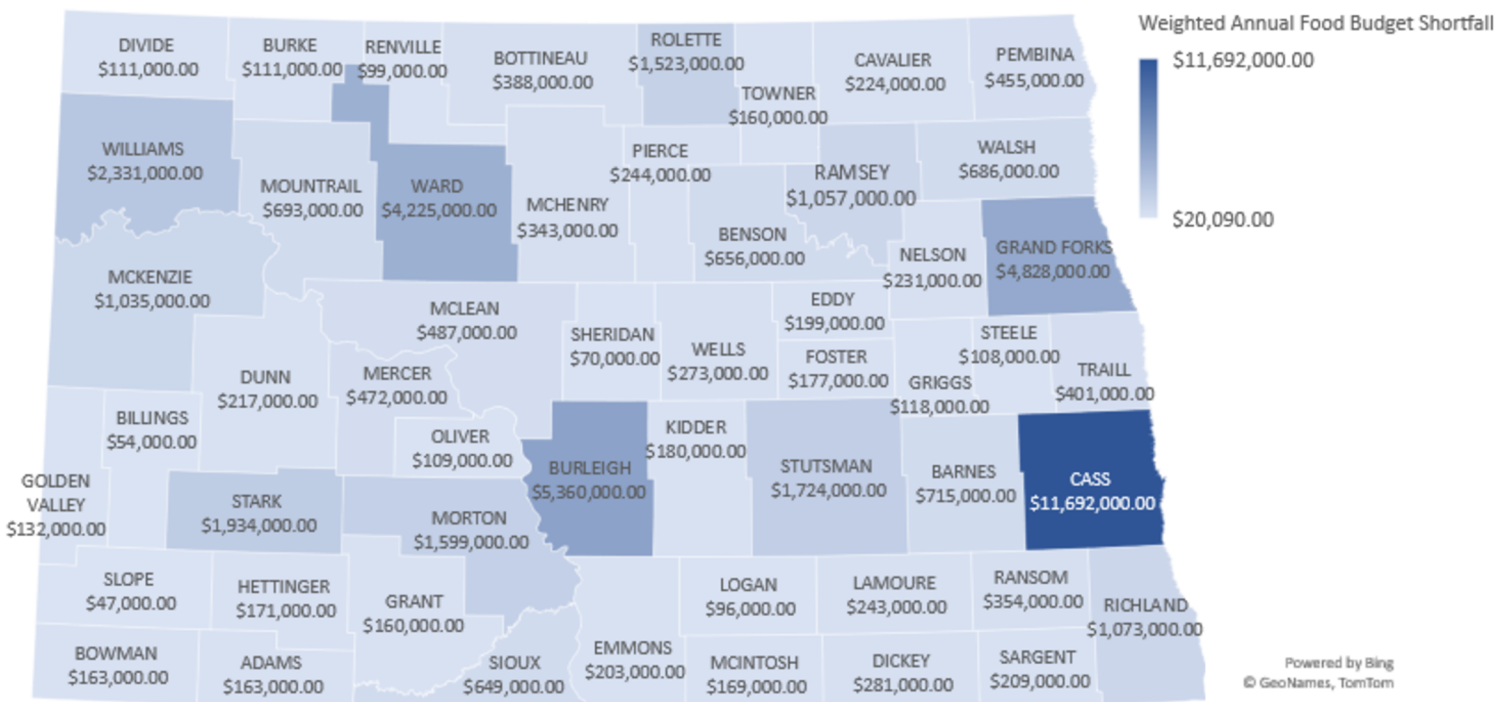 Weighted Annual Food Budget Shortfall
$11,692,000.00
$20,090.00
DIVIDE
$111,000.00
BURKE
$111,000.00
RENVILLE
$99,000.00
BOTTINEAU
$388,000.00
ROLETTE
$1,523,000.00
TOWNER
$160,000.00
CAVALIER
$224,000.00
PEMBINA
$455,000.00
WILLIAMS
$2,331,000.00
MOUNTRAIL
$693,000.00
WARD
$4,225,000.00
MCHENRY
$343,000.00
PIERCE
$244,000.00
BENSON
$656,000.00
RAMSEY
$1,057,000.00
WALSH
$686,000.00
NELSON
$231,000.00
GRAND FORKS
$4,828,000.00
MCKENZIE
$1,035,000.00
MCLEAN
$487,000.00
SHERIDAN
$70,000.00
WELLS
$273,000.00
EDDY
$199,000.00
FOSTER
$177,000.00
GRIGGS
$118,000.00
STEELE
$108,000.00
TRAILL
$401,000.00
DUNN
$217,000.00
MERCER
$472,000.00
BILLINGS
$54,000.00
OLIVER
$109,000.00
BURLEIGH
$5,360,000.00
KIDDER
$180,000.00
STUTSMAN
$1,724,000.00
BARNES
$715,000.00
CASS
$11,692,000.00
GOLDEN
VALLEY
$132,000.00
STARK
$1,934,000.00
MORTON
$1,599,000.00
SLOPE
$47,000.00
HETTINGER
$171,000.00
GRANT
$160,000.00
LOGAN
$96,000.00
LAMOURE
$243,000.00
RANSOM
$354,000.00
RICHLAND
$1,073,000.00
BOWMAN
$163,000.00
ADAMS
$163,000.00
SIOUX
$649,000.00
EMMONS
$203,000.00
MCINTOSH
$169,000.00
DICKEY
$281,000.00
SARGENT
$209,000.00
Powered by Bing
© GeoNames, TomTom